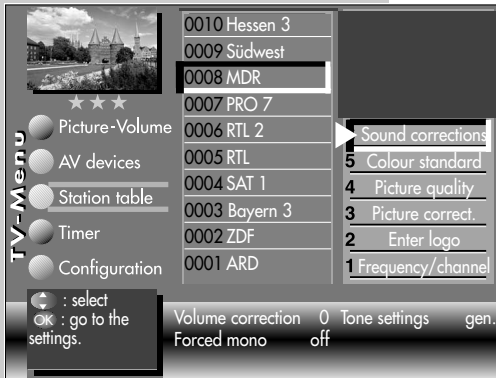 TV-Menu
Picture-Volume
AV devices
Station table
Timer
Configuration
0010 Hessen 3
0009 Südwest
0008 MDR
0007 PRO 7
0006 RTL 2
0005 RTL
0004 SAT 1
0003 Bayern 3
0002 ZDF
0001 ARD
Sound corrections
5 Colour standard
4 Picture quality
3 Picture correct.
2 Enter logo
1 Frequency/channel
: select
OK : go to the
settings.
Volume correction 0 Tone settings gen.
Forced mono off